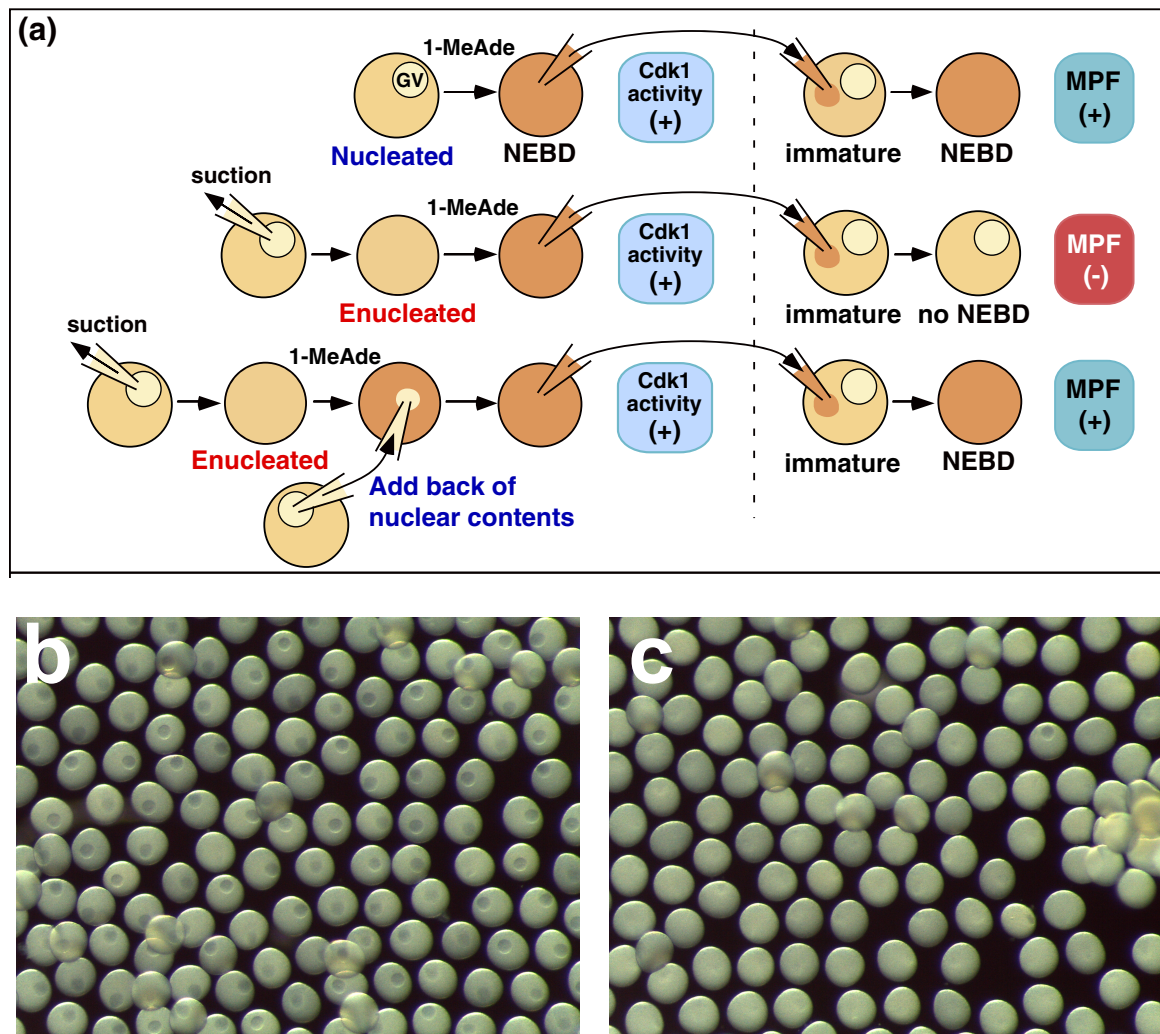 (a)
1-MeAde
GV
Nucleated
NEBD
Cdk1
activity
(+)
immature
NEBD
MPF
(+)
suction
1-MeAde
Enucleated
Cdk1
activity
(+)
immature
no NEBD
MPF
(-)
suction
1-MeAde
Enucleated
Add back of
nuclear contents
Cdk1
activity
(+)
immature
NEBD
MPF
(+)
b
c